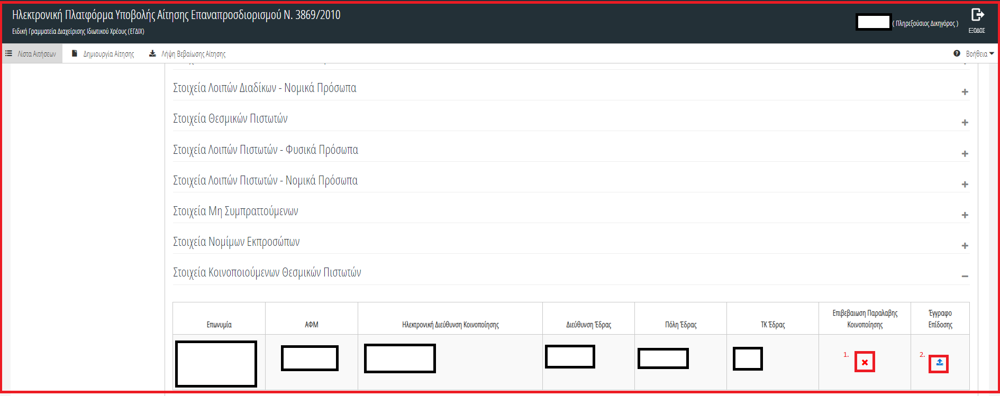 Ηλεκτρονική Πλατφόρμα Υποβολής Αίτησης Επαναπροσδιορισμού Ν. 3869/2010
Ειδική Γραμματεία Διαχείρισης Ιδιωτικού Χρέους (ΕΓΔΙΧ)
( Πληρεξούσιος Δικηγόρος )
ΕΞΟΔΟΣ
Λίστα Αιτήσεων Δημιουργία Αίτησης Λήψη Βεβαίωσης Αίτησης Βοήθεια
Στοιχεία Λοιπών Διαδίκων - Νομικά Πρόσωπα
Στοιχεία Θεσμικών Πιστωτών
Στοιχεία Λοιπών Πιστωτών - Φυσικά Πρόσωπα
Στοιχεία Λοιπών Πιστωτών - Νομικά Πρόσωπα
Στοιχεία Μη Συμπραττούμενων
Στοιχεία Νομίμων Εκπροσώπων
Στοιχεία Κοινοποιούμενων Θεσμικών Πιστωτών
Επωνυμία
ΑΦΜ
Ηλεκτρονική Διεύθυνση Κοινοποίησης
Διεύθυνση Έδρας
Πόλη Έδρας
ΤΚ Έδρας
Επιβεβαιωση Παραλαβης
Κοινοποίησης
Έγγραφο
Επίδοσης
1.
2.